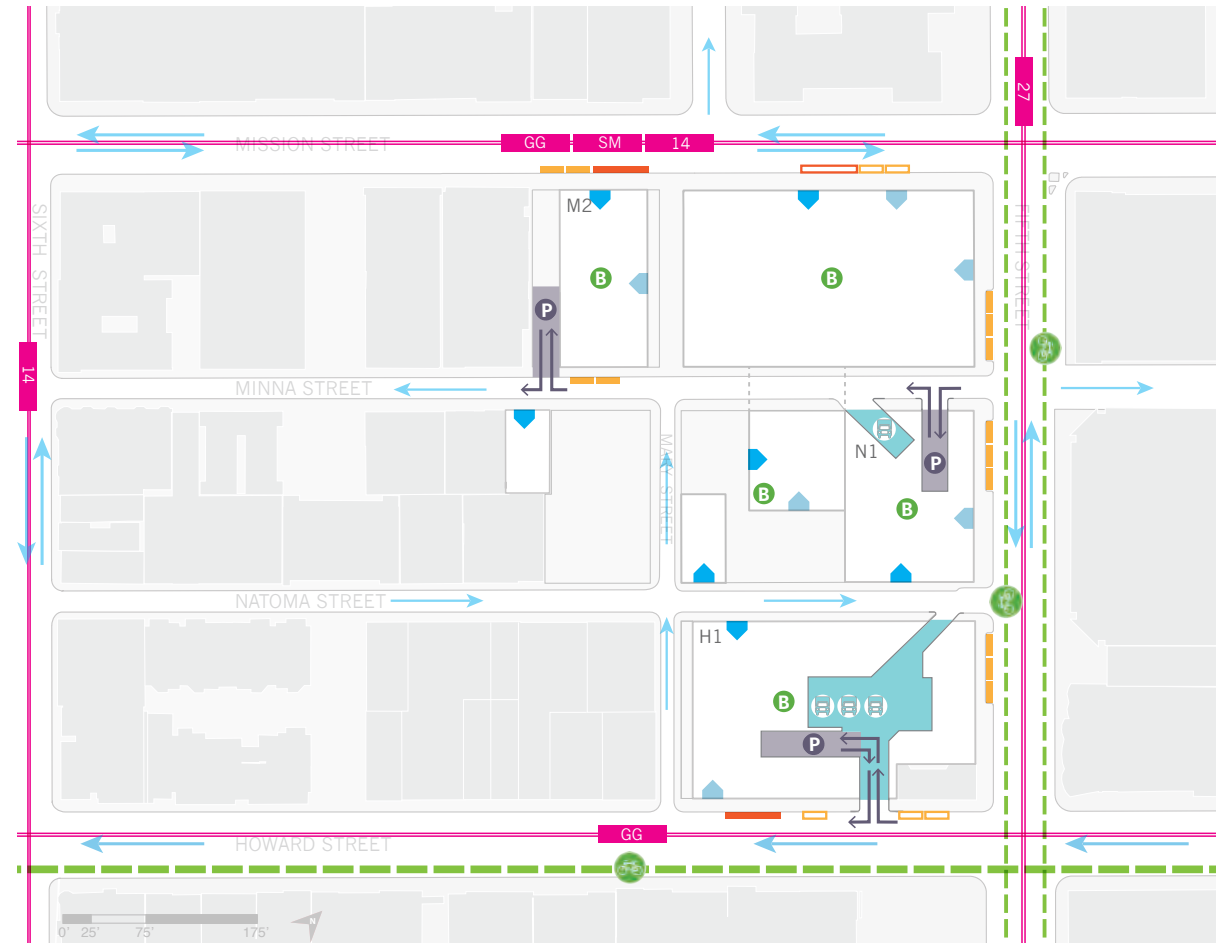 27
MISSION STREET
GG
SM
14
M2
SIXTH STREET
FIFTH STREET
B
B
P
14
MINNA STREET
N1
MARY STREET
P
B
B
NATOMA STREET
H1
B
P
GG
HOWARD STREET
N
0' 25' 75' 175'